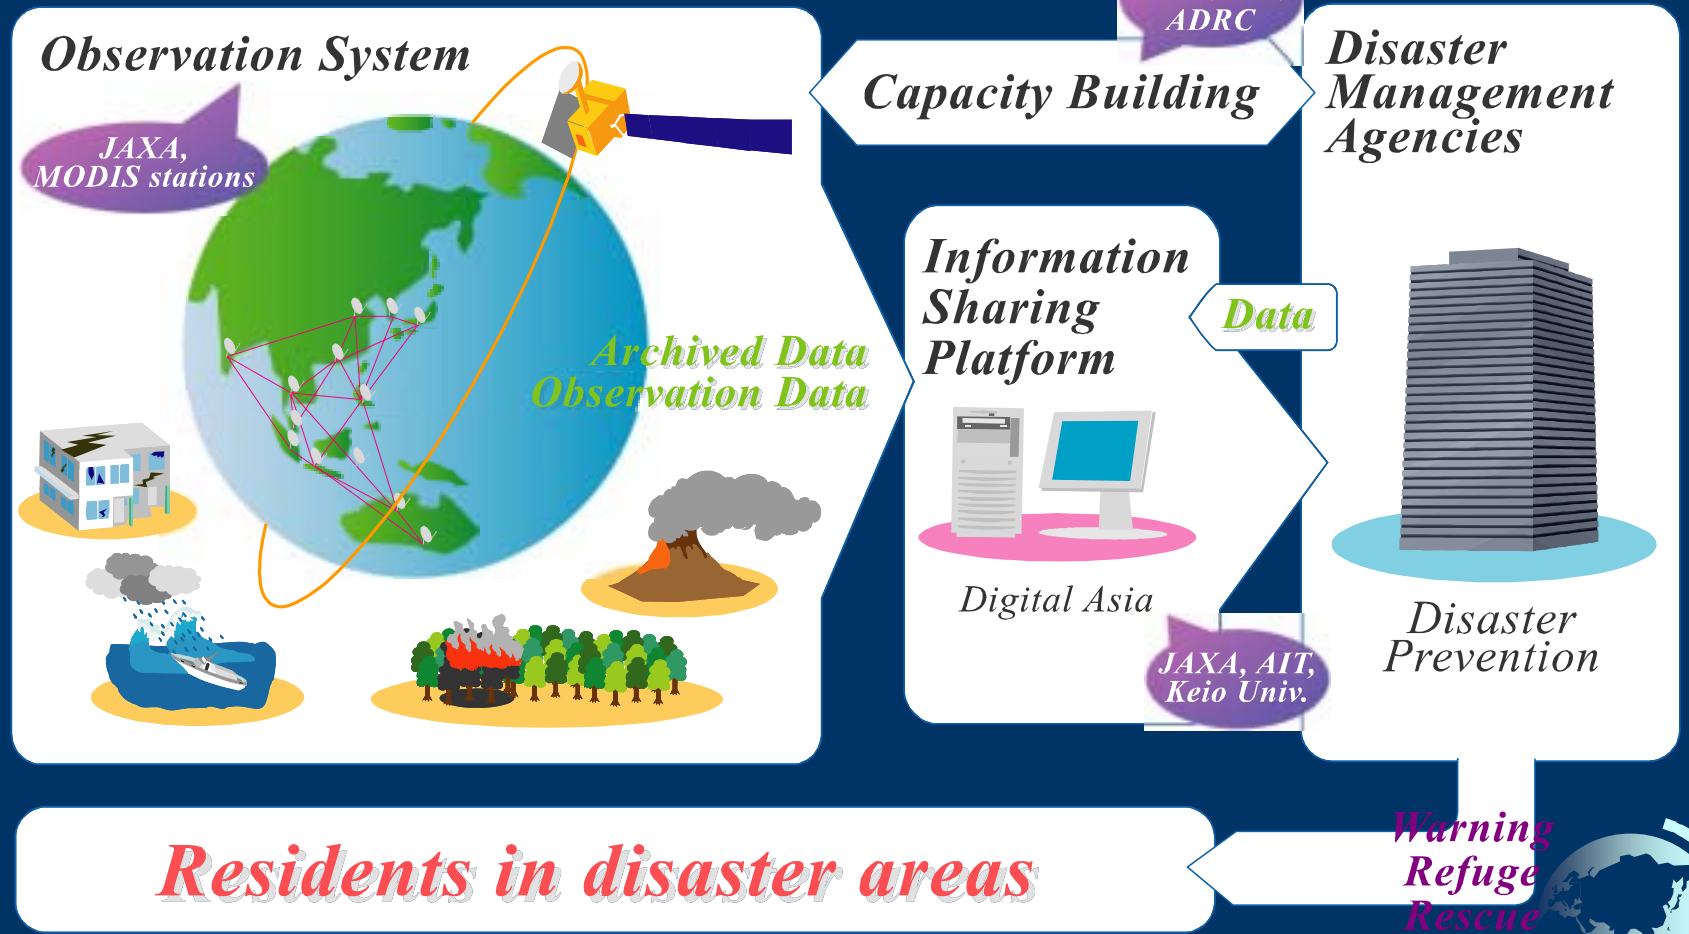 Observation System
JAXA,
MODIS stations
Archived Data
Observation Data
ADRC
Capacity Building
Information
Sharing
Platform
Digital Asia
Data
JAXA, AIT,
Keio Univ.
Disaster
Management
Agencies
Disaster
Prevention
Residents in disaster areas
Warning
Refuge
Rescue